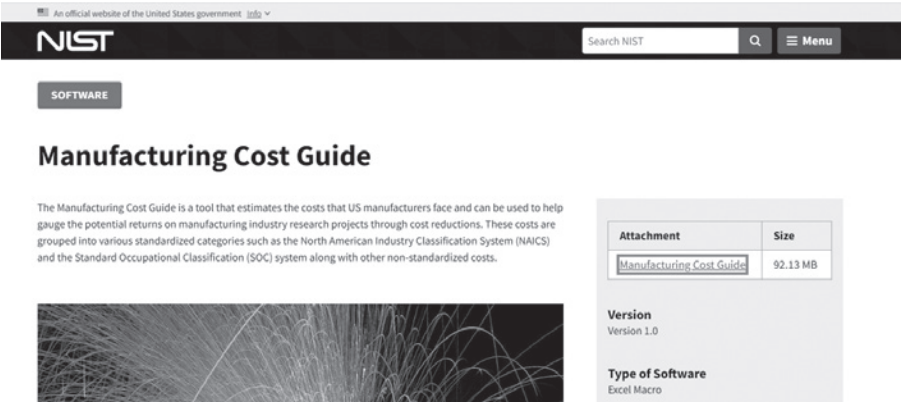 An official website of the United States government Info
NIST
Search NIST
Menu
SOFTWARE
Manufacturing Cost Guide
The Manufacturing Cost Guide is a tool that estimates the costs that US manufacturers face and can be used to help
gauge the potential returns on manufacturing industry research projects through cost reductions. These costs are
grouped into various standardized categories such as the North American Industry Classification System (NAICS)
and the Standard Occupational Classification (SOC) system along with other non-standardized costs.
Attachment Size
Manufacturing Cost Guide 92.13 MB
Version
Version 1.0
Type of Software
Excel Macro